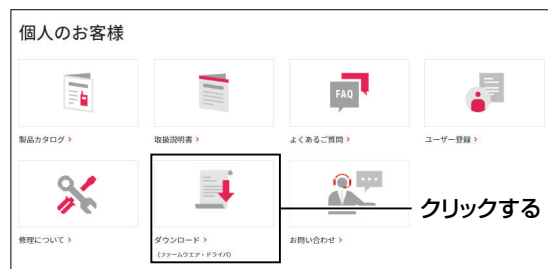 個人のお客様
製品カタログ >
取扱説明書 >
FAQ
よくあるご質問 >
ユーザー登録 >
修理について >
ダウンロード >
(ファームウエア・ドライバ)
お問い合わせ >
クリックする